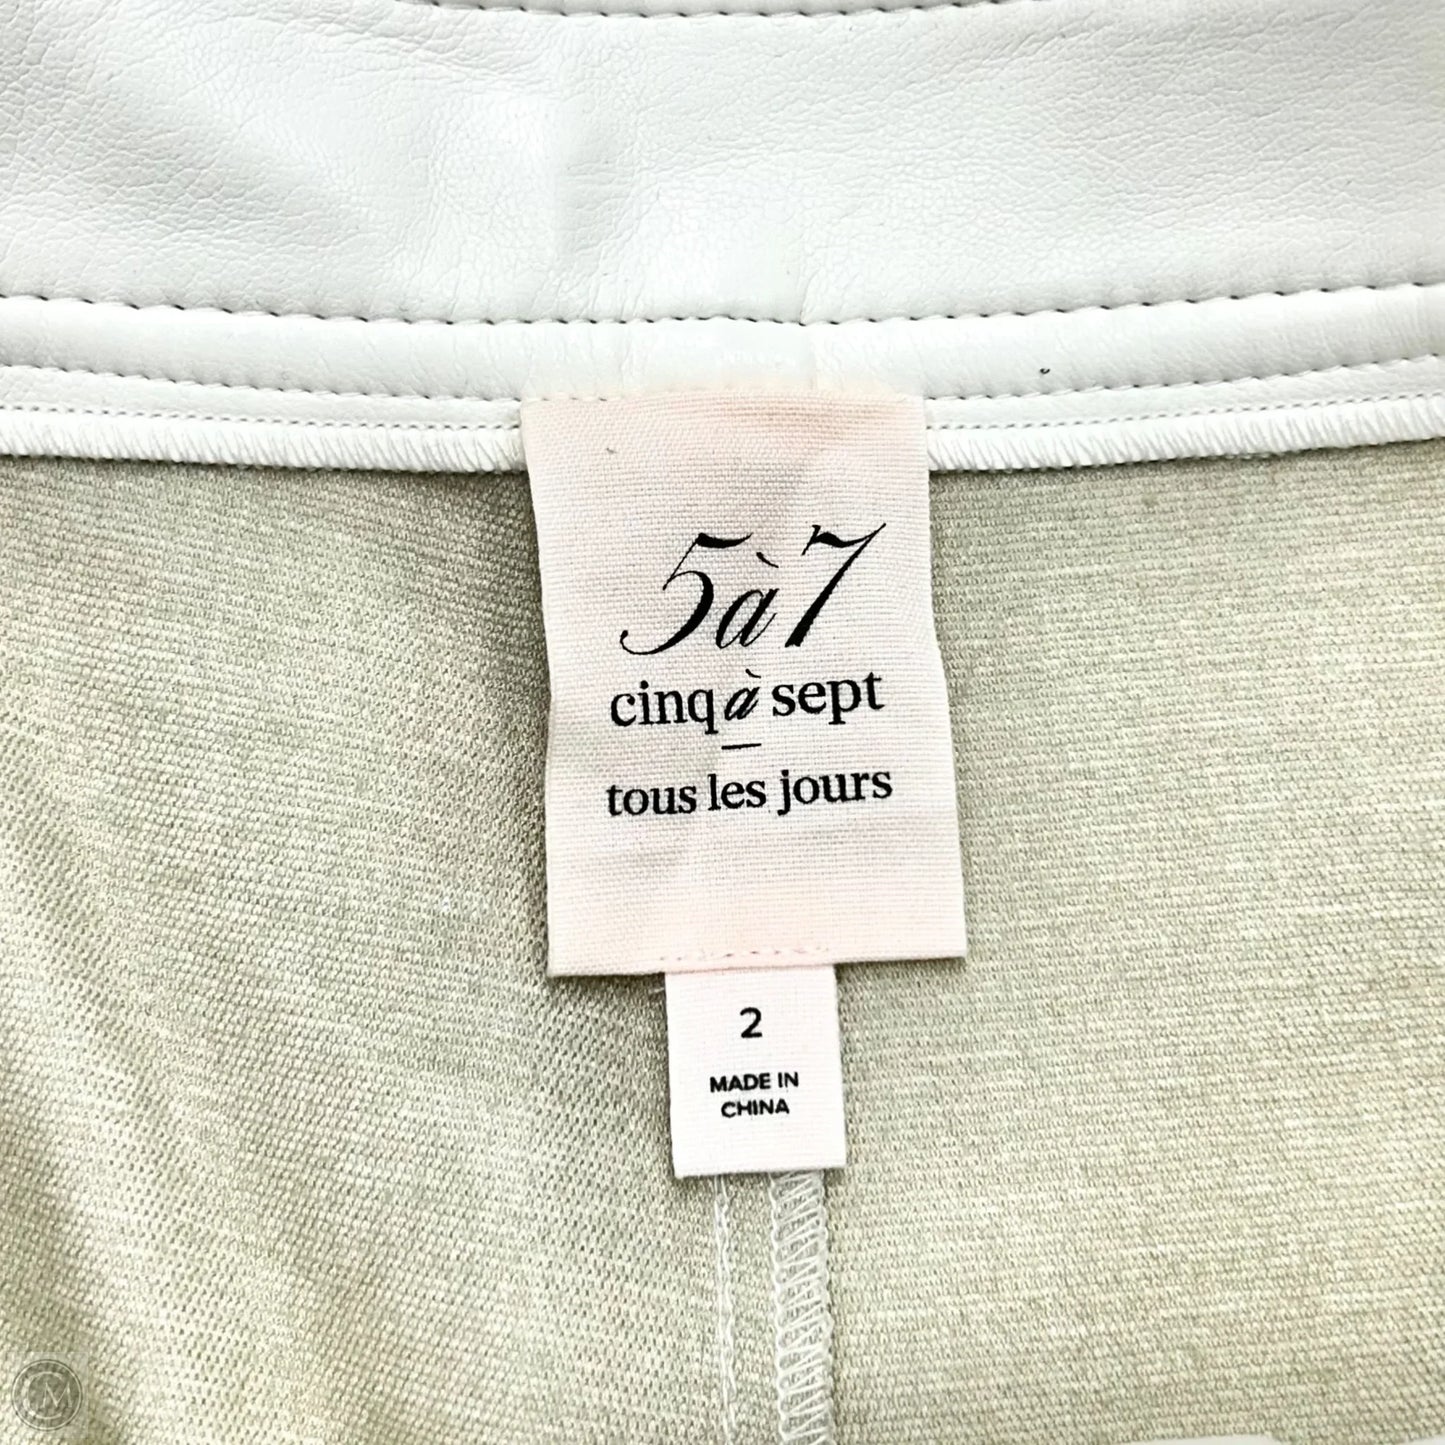 5à7
cinq à sept
—
tous les jours
2
MADE IN
CHINA